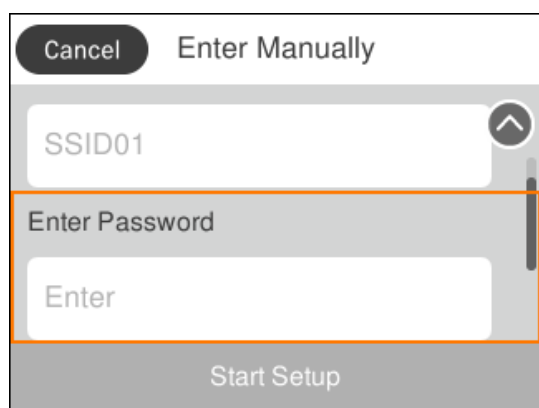 Cancel Enter Manually
SSID01
Enter Password
Enter
Start Setup